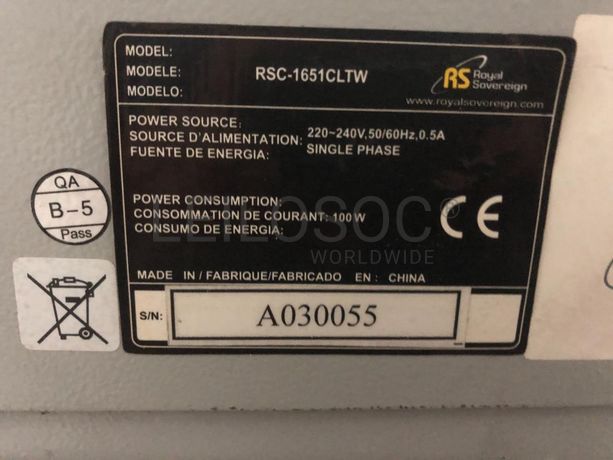 MODEL:
MODELE: RSC-1651CLTW
MODELO:
RS Royal Sovereign
www.royalsovereign.com
POWER SOURCE:
SOURCE D'ALIMENTATION: 220~240V,50/60Hz,0.5A
FUENTE DE ENERGIA: SINGLE PHASE
POWER CONSUMPTION:
CONSOMMATION DE COURANT: 100W
CONSUMO DE ENERGIA:
CE
LEILOSOC®
WORLDWIDE
MADE IN / FABRIQUE/FABRICADO EN : CHINA
S/N: A030055
QA
B-5
Pass